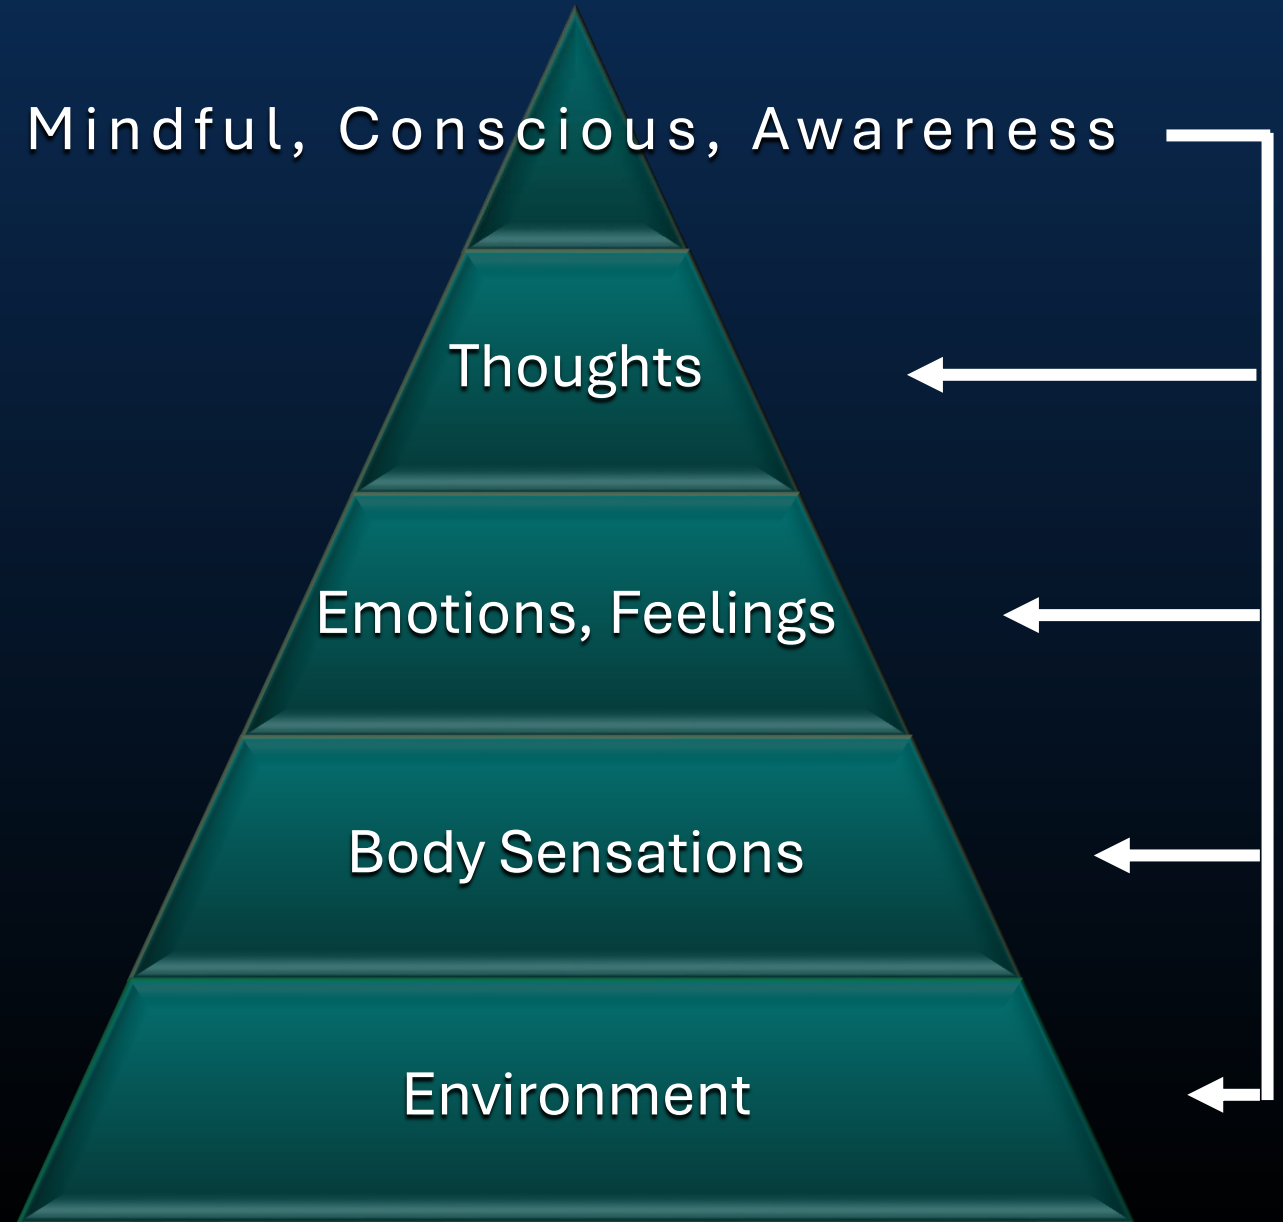 Mindful, Conscious, Awareness
Thoughts
Emotions, Feelings
Body Sensations
Environment